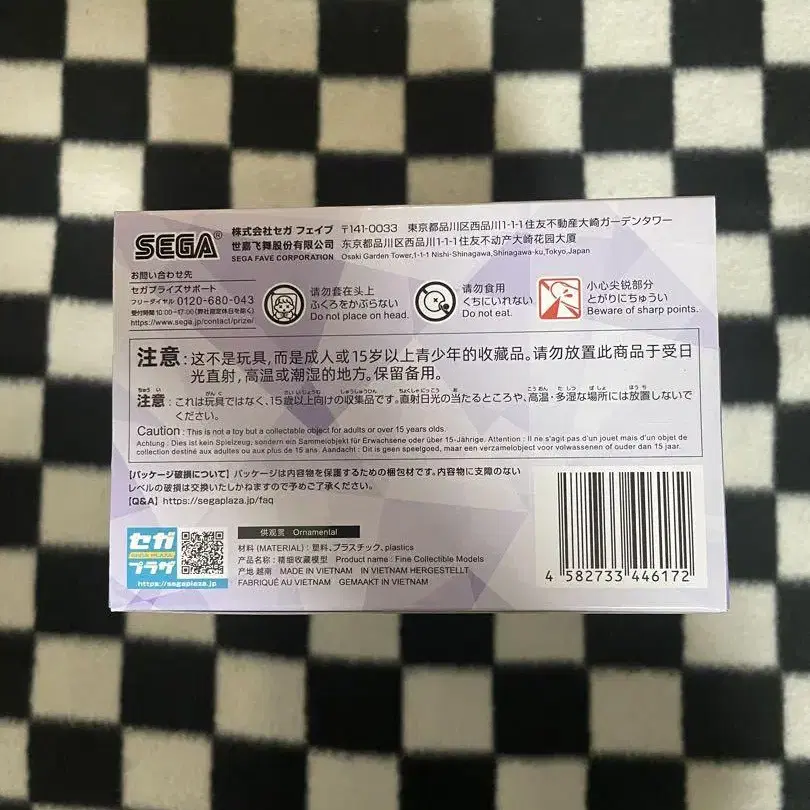 SEGA®
株式会社セガ フェイブ 〒141-0033 東京都品川区西品川1-1-1住友不動産大崎ガーデンタワー
世嘉飞舞股份有限公司 东京都品川区西品川1-1-1住友不动产大崎花园大厦
SEGA FAVE CORPORATION Osaki Garden Tower,1-1-1 Nishi-Shinagawa,Shinagawa-ku,Tokyo,Japan
お問い合わせ先
セガプライズサポート
フリーダイヤル 0120-680-043
受付時間 10:00~17:00(弊社指定休日を除く)
https://www.sega.jp/contact/prize/
请勿套在头上
ふくろをかぶらない
Do not place on head.
请勿食用
くちにいれない
Do not eat.
小心尖锐部分
とがりにちゅうい
Beware of sharp points.
注意:这不是玩具,而是成人或15岁以上青少年的收藏品。请勿放置此商品于受日
光直射,高温或潮湿的地方。保留备用。
注意:これは玩具ではなく、15歳以上向けの収集品です。直射日光の当たるところや、高温・多湿な場所には放置しないで
ください。
Caution : This is not a toy but a collectable object for adults or over 15 years olds.
Achtung : Dies ist kein Spielzeug, sondern ein Sammelobjekt für Erwachsene oder über 15-Jährige. Attention : Il ne s'agit pas d'un jouet mais d'un objet de
collection destiné aux adultes ou aux plus de 15 ans. Aandacht : Dit is geen speelgoed, maar een verzamelobject voor volwassenen of ouder dan 15 jaar.
【パッケージ破損について】パッケージは内容物を保護するための梱包材です。内容物に支障のない
レベルの破損は交換いたしかねますので予めご了承ください。
【Q&A】https://segaplaza.jp/faq
セガ
SEGA PLAZA
プラザ
https://segaplaza.jp
供观赏 Ornamental
材料 (MATERIAL) : 塑料、プラスチック、plastics
产品名称 : 精细收藏模型 Product name : Fine Collectible Models
产地:越南 MADE IN VIETNAM IN VIETNAM HERGESTELLT
FABRIQUÉ AU VIETNAM GEMAAKT IN VIETNAM
4 582733 446172